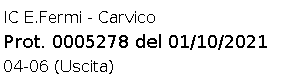 IC E.Fermi - Carvico
Prot. 0005278 del 01/10/2021
04-06 (Uscita)